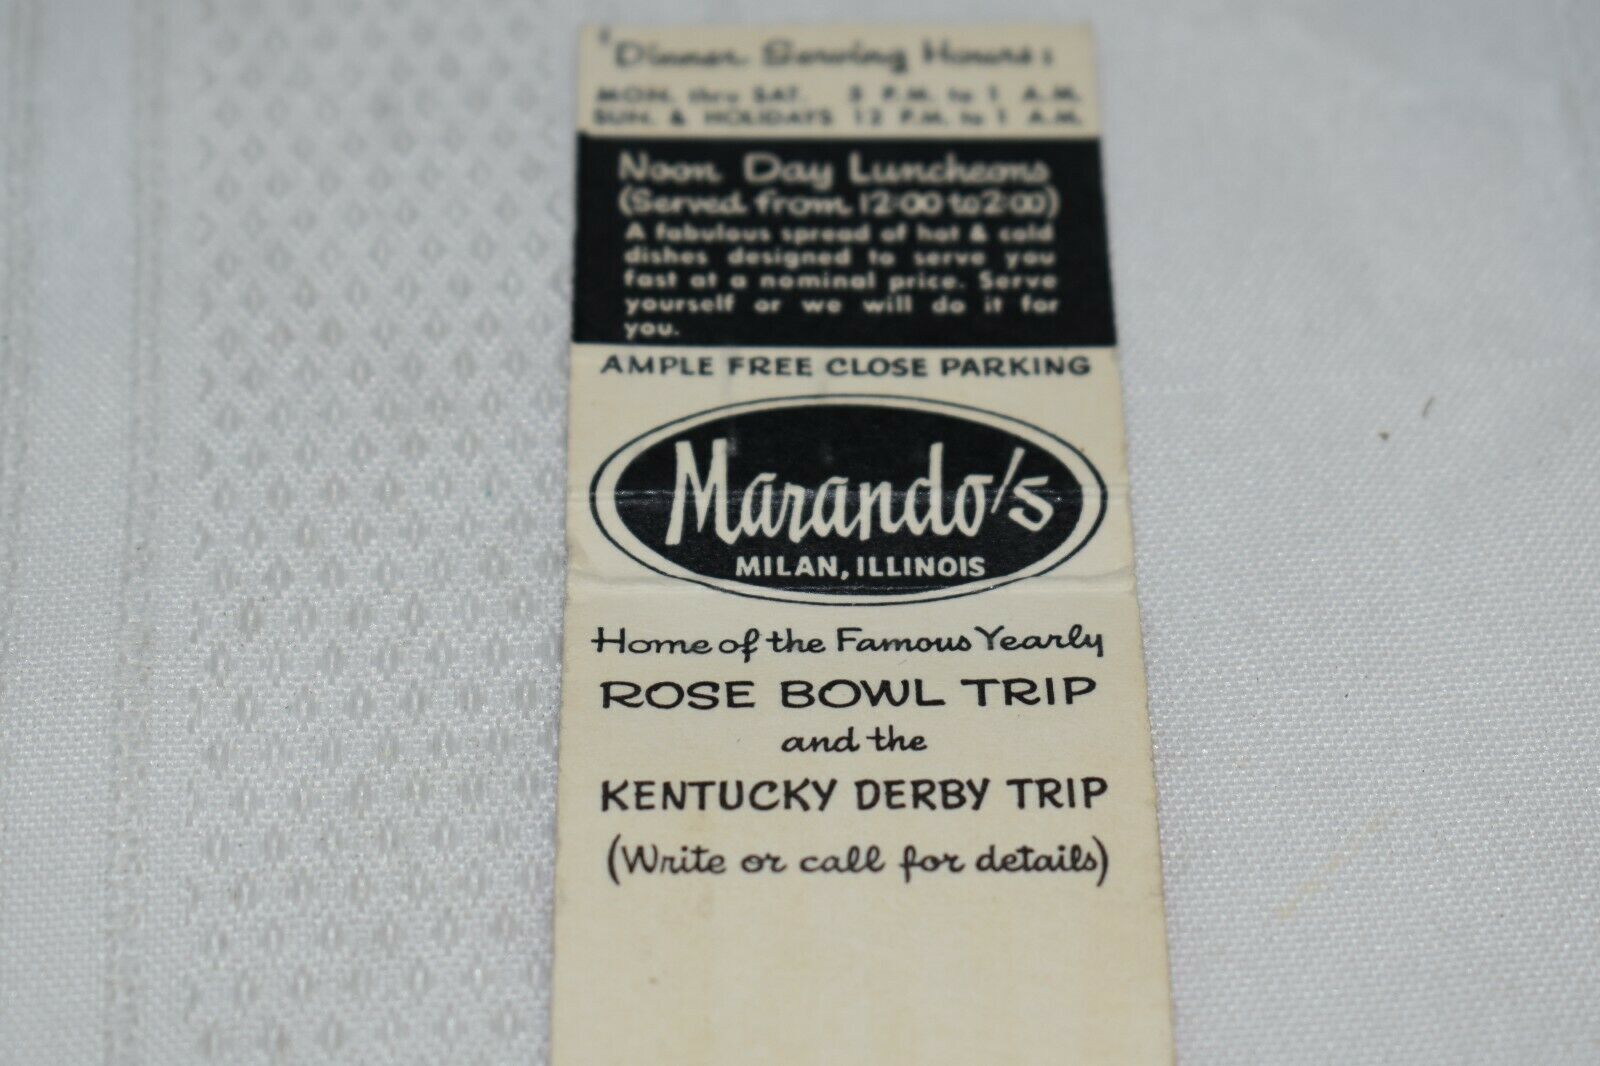 Dinner Serving Hours:
MON. thru SAT. 5 P.M. to 1 A.M.
SUN. & HOLIDAYS 12 P.M. to 1 A.M.
Noon Day Luncheons
(Served from 12:00 to 2:00)
A fabulous spread of hot & cold
dishes designed to serve you
fast at a nominal price. Serve
yourself or we will do it for
you.
AMPLE FREE CLOSE PARKING
Marando's
MILAN, ILLINOIS
Home of the Famous Yearly
ROSE BOWL TRIP
and the
KENTUCKY DERBY TRIP
(Write or call for details)